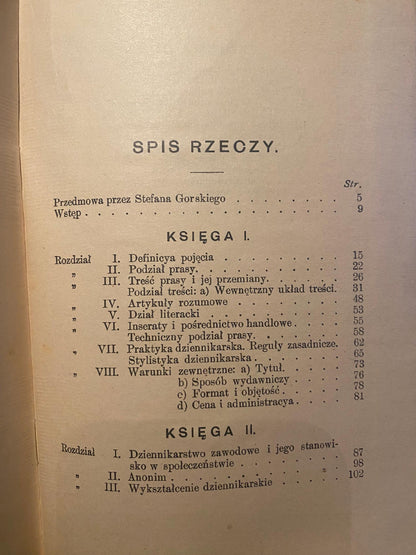 SPIS RZECZY.
Str.
Przedmowa przez Stefana Gorskiego . . . . . . . . 5
Wstęp . . . . . . . . . . . . . . . . . . 9
KSIĘGA I.
Rozdział I. Definicya pojęcia . . . . . . . . . 15
„ II. Podział prasy. . . . . . . . . . 22
„ III. Treść prasy i jej przemiany. . . . . . 26
Podział treści: a) Wewnętrzny układ treści. 31
„ IV. Artykuły rozumowe . . . . . . . . 48
„ V. Dział literacki . . . . . . . . . . 53
„ VI. Inseraty i pośrednictwo handlowe. . . . 55
Techniczny podział prasy. . . . . . . 58
„ VII. Praktyka dziennikarska. Reguły zasadnicze. 62
Stylistyka dziennikarska. . . . . . . 65
„ VIII. Warunki zewnętrzne: a) Tytuł. . . . . 73
b) Sposób wydawniczy . . 76
c) Format i objętość. . . 78
d) Cena i administracya . 81
KSIĘGA II.
Rozdział I. Dziennikarstwo zawodowe i jego stanowi-
sko w społeczeństwie . . . . . . . . 87
„ II. Anonim . . . . . . . . . . . . 98
„ III. Wykształcenie dziennikarskie . . . . . 102